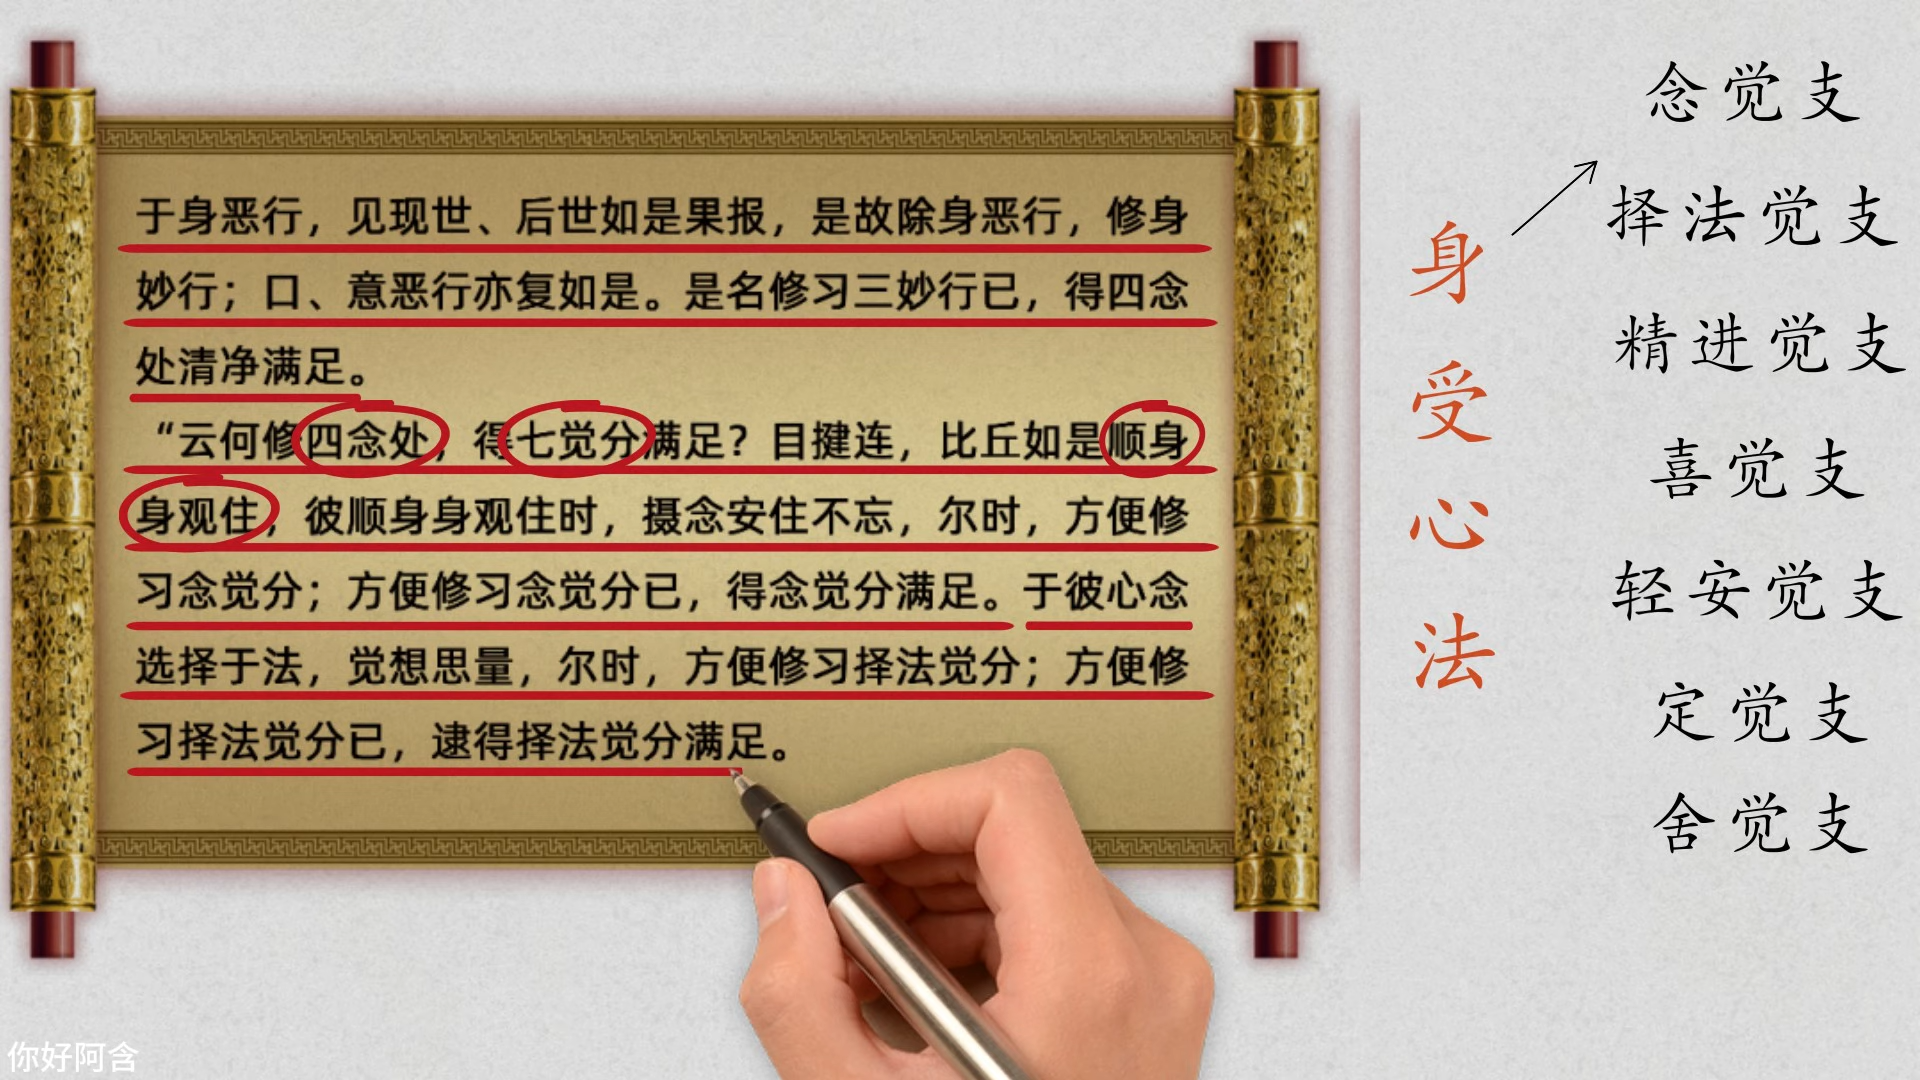 于身恶行，见现世、后世如是果报，是故除身恶行，修身
妙行；口、意恶行亦复如是。是名修习三妙行已，得四念
处清净满足。
“云何修四念处，得七觉分满足？目揵连，比丘如是顺身
身观住，彼顺身身观住时，摄念安住不忘，尔时，方便修
习念觉分；方便修习念觉分已，得念觉分满足。于彼心念
选择于法，觉想思量，尔时，方便修习择法觉分；方便修
习择法觉分已，逮得择法觉分满足。
身
受
心
法
念觉支
择法觉支
精进觉支
喜觉支
轻安觉支
定觉支
舍觉支
你好阿含